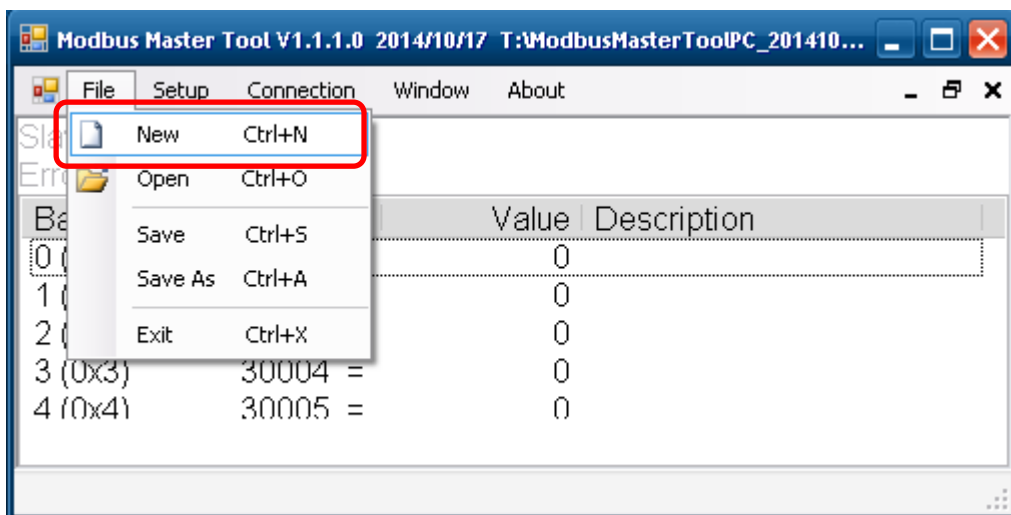 Modbus Master Tool V1.1.1.0 2014/10/17 T:\ModbusMasterToolPC_201410...
File Setup Connection Window About
New Ctrl+N
Open Ctrl+O
Value Description
Save Ctrl+S
0
Save As Ctrl+A
0
Exit Ctrl+X
0
3 (0x3) 30004 = 0
4 (0x4) 30005 = 0